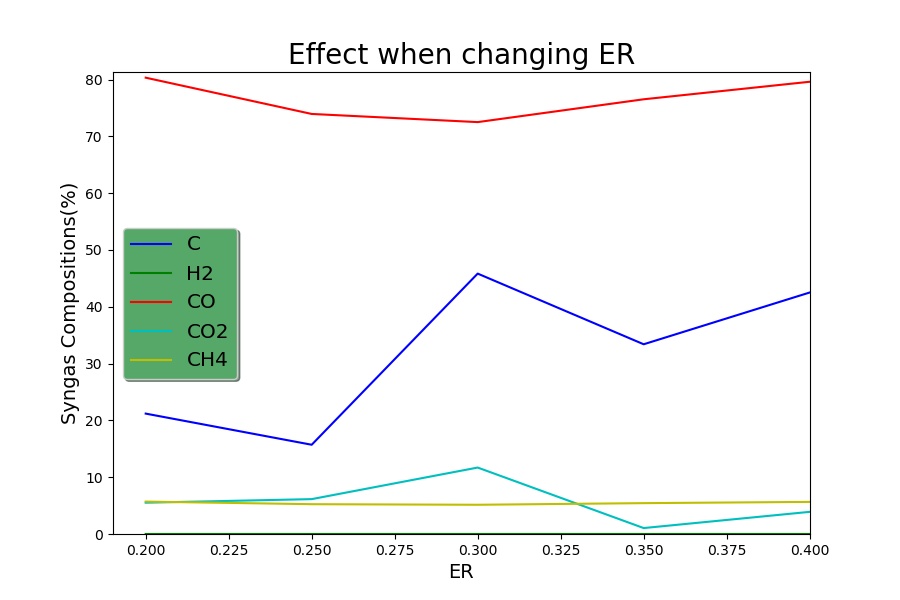 Effect when changing ER
80
70
60
50
40
30
20
10
0
Syngas Compositions(%)
C
H2
CO
CO2
CH4
0.200 0.225 0.250 0.275 0.300 0.325 0.350 0.375 0.400
ER